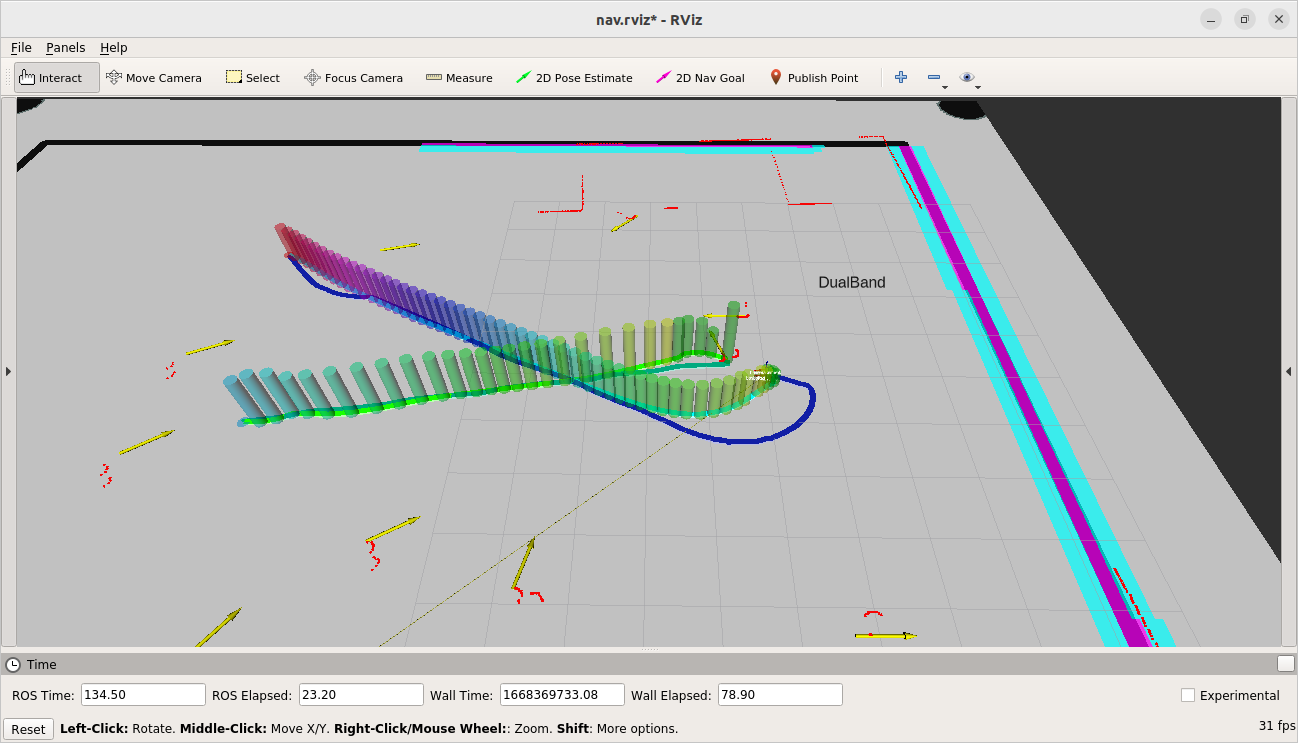 nav.rviz* - RViz
File Panels Help
Interact Move Camera Select Focus Camera Measure 2D Pose Estimate 2D Nav Goal Publish Point
DualBand
Time
ROS Time: 134.50 ROS Elapsed: 23.20 Wall Time: 1668369733.08 Wall Elapsed: 78.90 Experimental
Reset Left-Click: Rotate. Middle-Click: Move X/Y. Right-Click/Mouse Wheel:: Zoom. Shift: More options. 31 fps